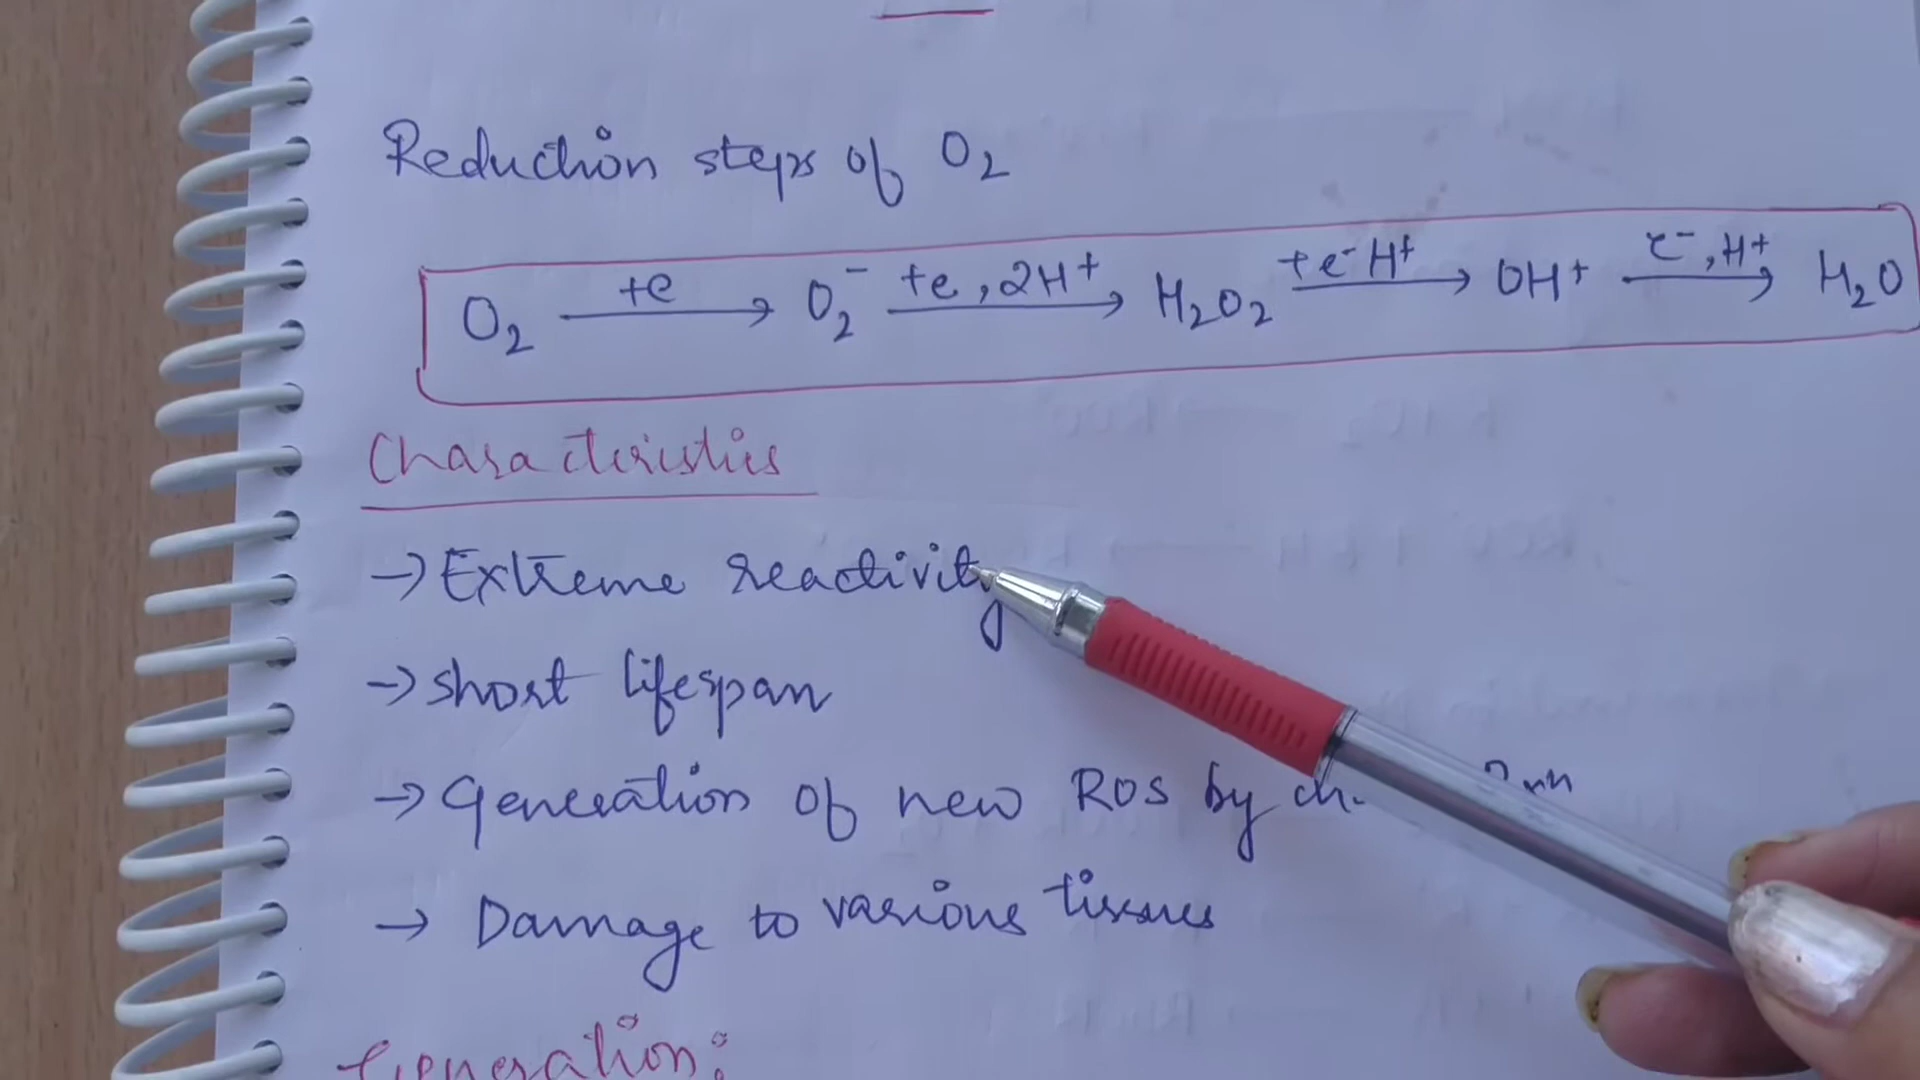 Reduction steps of O₂
O₂ +e → O₂⁻ +e, 2H⁺ → H₂O₂ +e⁻ H⁺ → OH⁺ e⁻, H⁺ → H₂O
Characteristics
→ Extreme reactivity
→ short lifespan
→ Generation of new ROS by
→ Damage to various tissues
Generation: